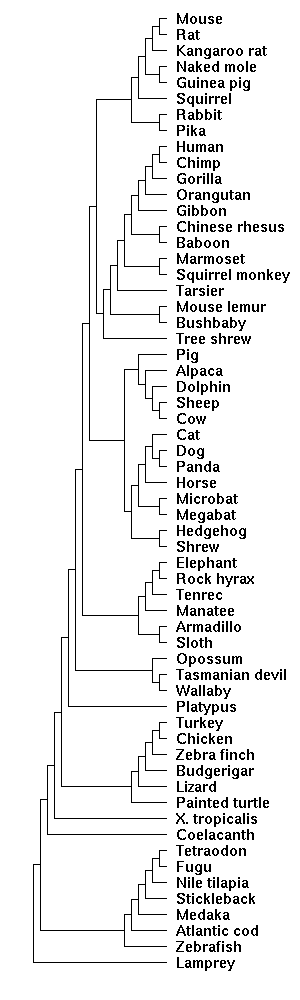 Mouse
Rat
Kangaroo rat
Naked mole
Guinea pig
Squirrel
Rabbit
Pika
Human
Chimp
Gorilla
Orangutan
Gibbon
Chinese rhesus
Baboon
Marmoset
Squirrel monkey
Tarsier
Mouse lemur
Bushbaby
Tree shrew
Pig
Alpaca
Dolphin
Sheep
Cow
Cat
Dog
Panda
Horse
Microbat
Megabat
Hedgehog
Shrew
Elephant
Rock hyrax
Tenrec
Manatee
Armadillo
Sloth
Opossum
Tasmanian devil
Wallaby
Platypus
Turkey
Chicken
Zebra finch
Budgerigar
Lizard
Painted turtle
X. tropicalis
Coelacanth
Tetraodon
Fugu
Nile tilapia
Stickleback
Medaka
Atlantic cod
Zebrafish
Lamprey